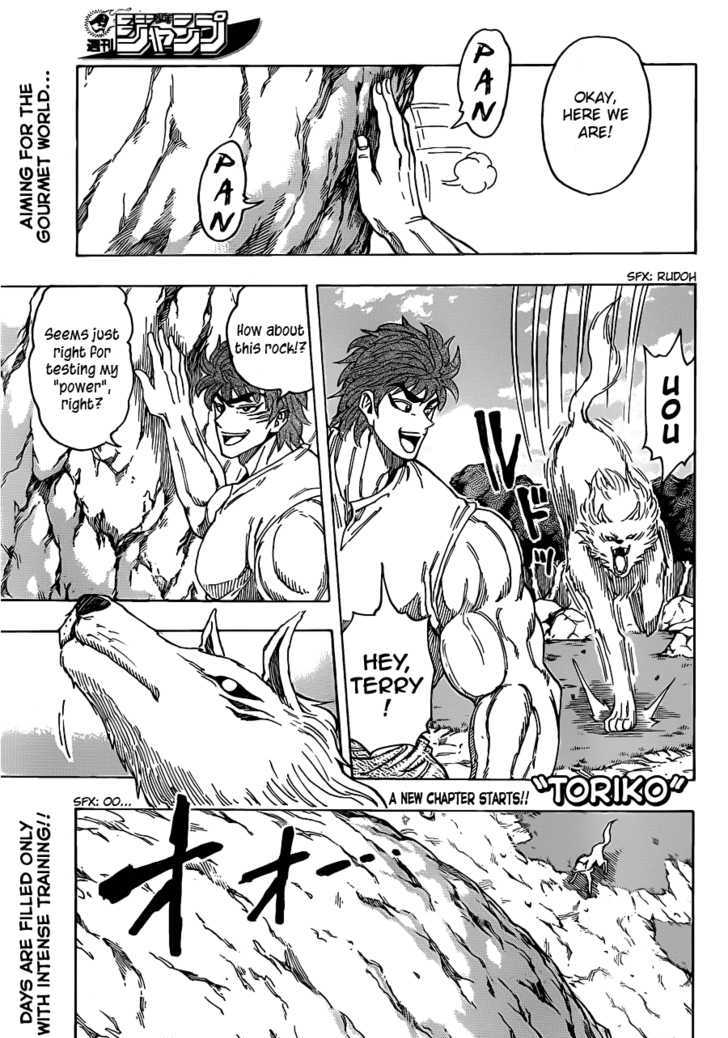 週刊
少年
ジャンプ
AIMING FOR THE
GOURMET WORLD...
OKAY,
HERE WE
ARE!
PAN
PAN
SFX: RUDOH
UOU
ルドッ
HEY,
TERRY
!
How about
this rock!?
Seems just
right for
testing my
"power",
right?
A NEW CHAPTER STARTS!! "TORIKO"
SFX: OO...
オオ…
DAYS ARE FILLED ONLY
WITH INTENSE TRAINING!!